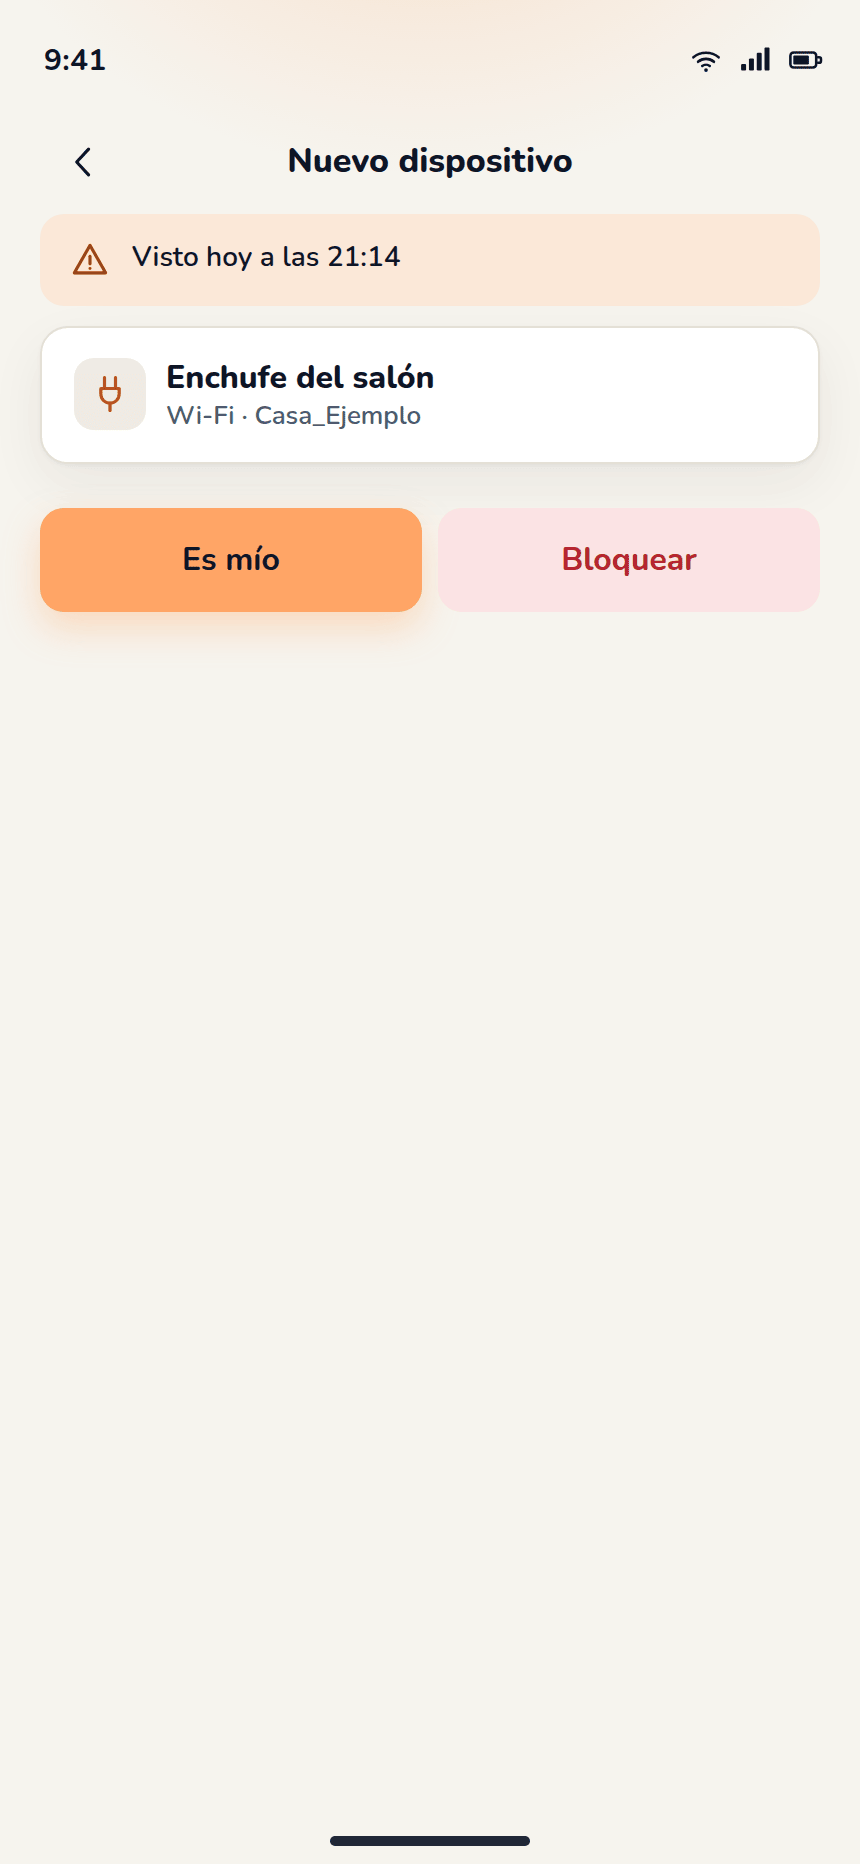 9:41
Nuevo dispositivo
Visto hoy a las 21:14
Enchufe del salón
Wi-Fi · Casa_Ejemplo
Es mío
Bloquear